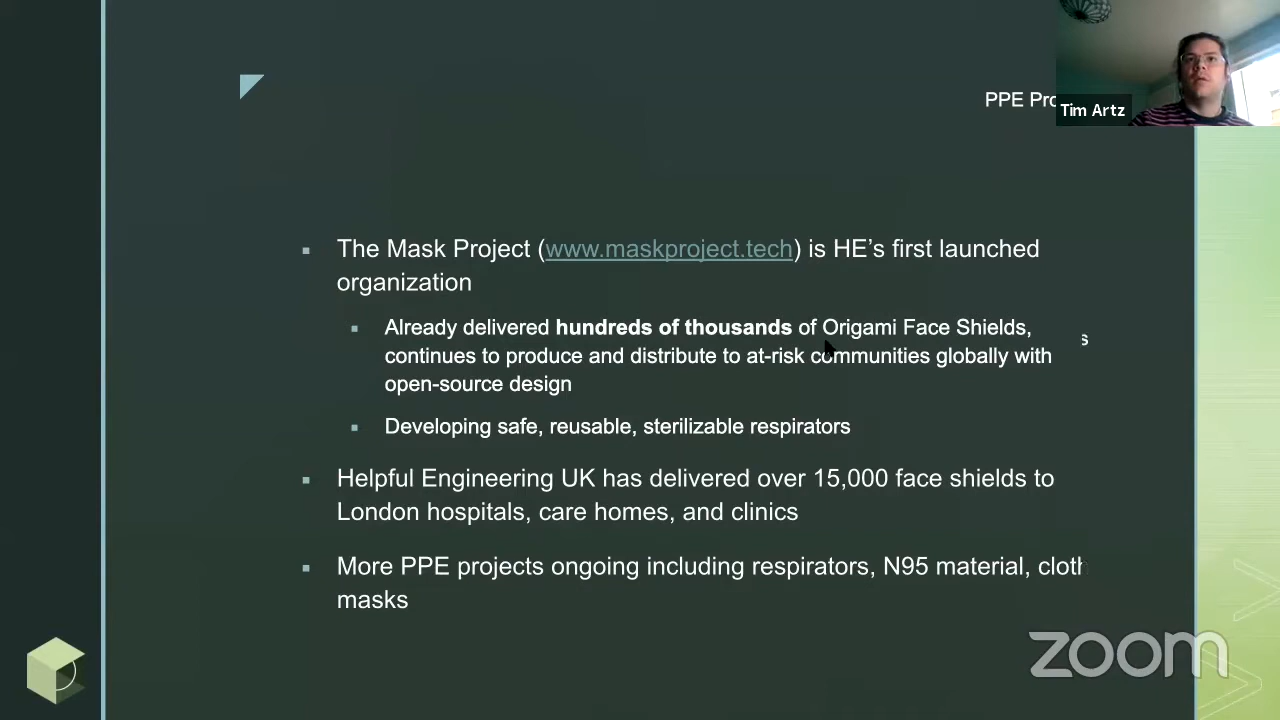 PPE Pro
Tim Artz
The Mask Project (www.maskproject.tech) is HE’s first launched
organization
Already delivered hundreds of thousands of Origami Face Shields,
s
continues to produce and distribute to at-risk communities globally with
open-source design
Developing safe, reusable, sterilizable respirators
Helpful Engineering UK has delivered over 15,000 face shields to
London hospitals, care homes, and clinics
More PPE projects ongoing including respirators, N95 material, cloth
masks
zoom